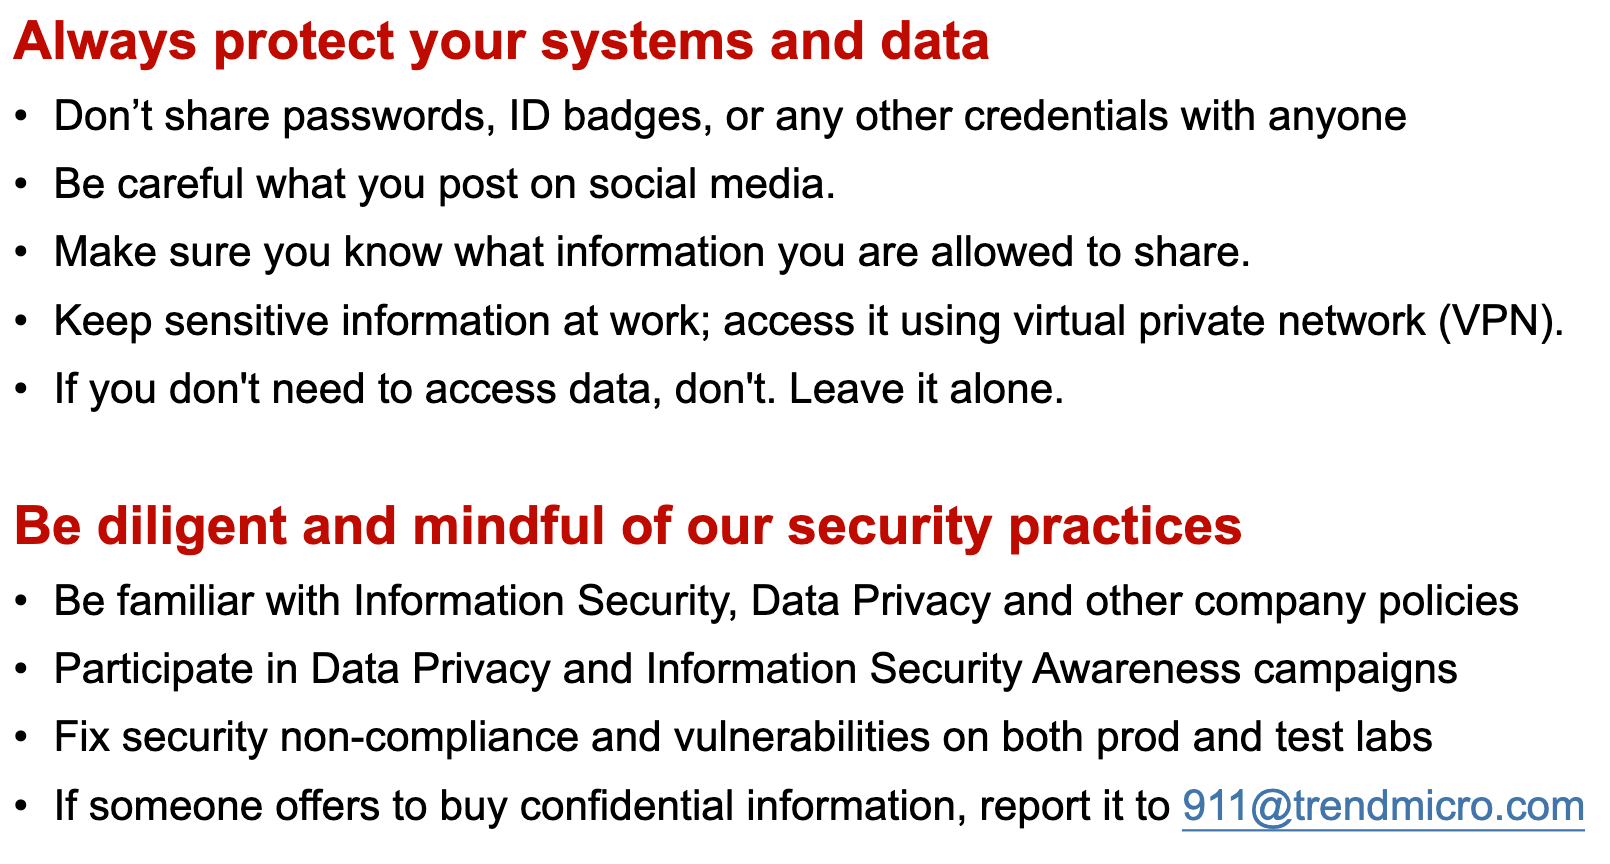 Always protect your systems and data
• Don’t share passwords, ID badges, or any other credentials with anyone
• Be careful what you post on social media.
• Make sure you know what information you are allowed to share.
• Keep sensitive information at work; access it using virtual private network (VPN).
• If you don't need to access data, don't. Leave it alone.
Be diligent and mindful of our security practices
• Be familiar with Information Security, Data Privacy and other company policies
• Participate in Data Privacy and Information Security Awareness campaigns
• Fix security non-compliance and vulnerabilities on both prod and test labs
• If someone offers to buy confidential information, report it to 911@trendmicro.com